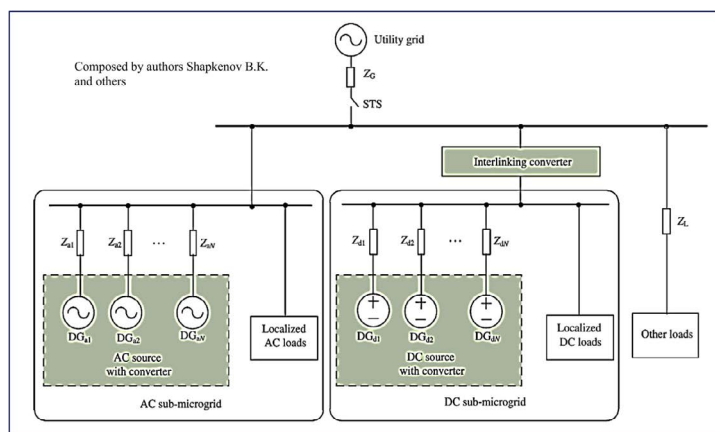 Utility grid
Composed by authors Shapkenov B.K.
and others
Z_G
STS
Interlinking converter
Z_a1 Z_a2 ... Z_aN
Z_d1 Z_d2 ... Z_dN
Z_L
DG_a1 DG_a2 DG_aN
DG_d1 DG_d2 DG_dN
Localized
AC loads
Localized
DC loads
Other loads
AC source
with converter
DC source
with converter
AC sub-microgrid
DC sub-microgrid